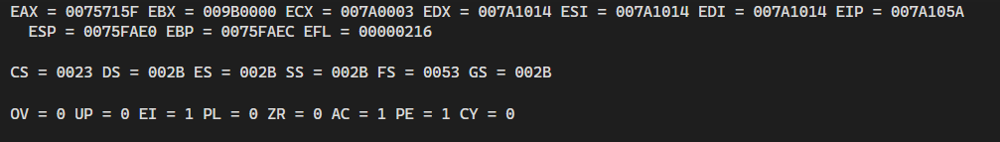 EAX = 0075715F EBX = 009B0000 ECX = 007A0003 EDX = 007A1014 ESI = 007A1014 EDI = 007A1014 EIP = 007A105A
ESP = 0075FAE0 EBP = 0075FAEC EFL = 00000216
CS = 0023 DS = 002B ES = 002B SS = 002B FS = 0053 GS = 002B
OV = 0 UP = 0 EI = 1 PL = 0 ZR = 0 AC = 1 PE = 1 CY = 0